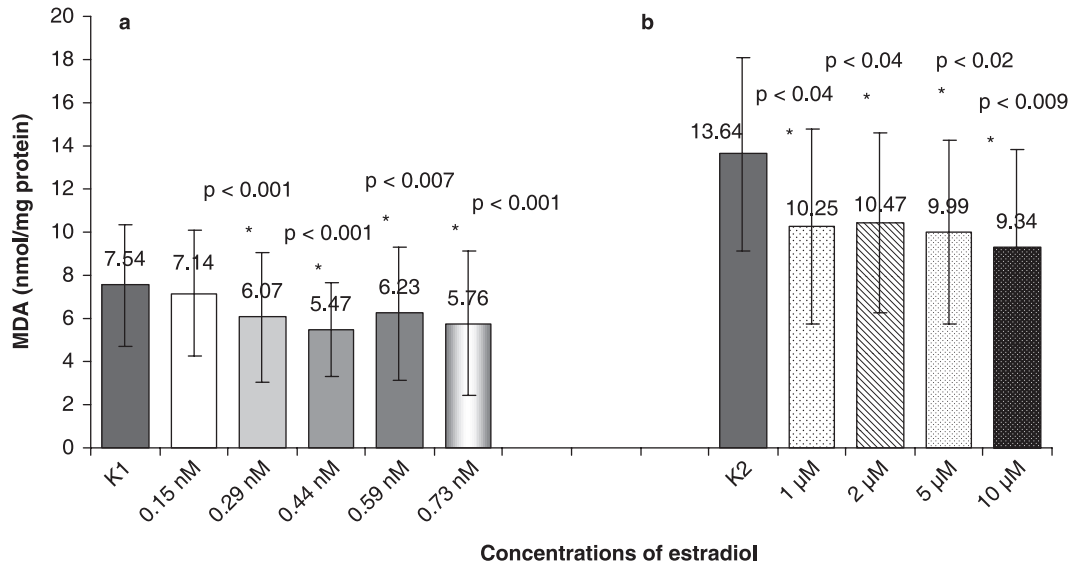 a
b
MDA (nmol/mg protein)
20
18
16
14
12
10
8
6
4
2
0
7.54
7.14
p < 0.001
*
6.07
p < 0.001
*
5.47
p < 0.007
*
6.23
p < 0.001
*
5.76
13.64
p < 0.04
*
10.25
p < 0.04
*
10.47
p < 0.02
*
9.99
p < 0.009
*
9.34
K1
0.15 nM
0.29 nM
0.44 nM
0.59 nM
0.73 nM
K2
1 µM
2 µM
5 µM
10 µM
Concentrations of estradiol